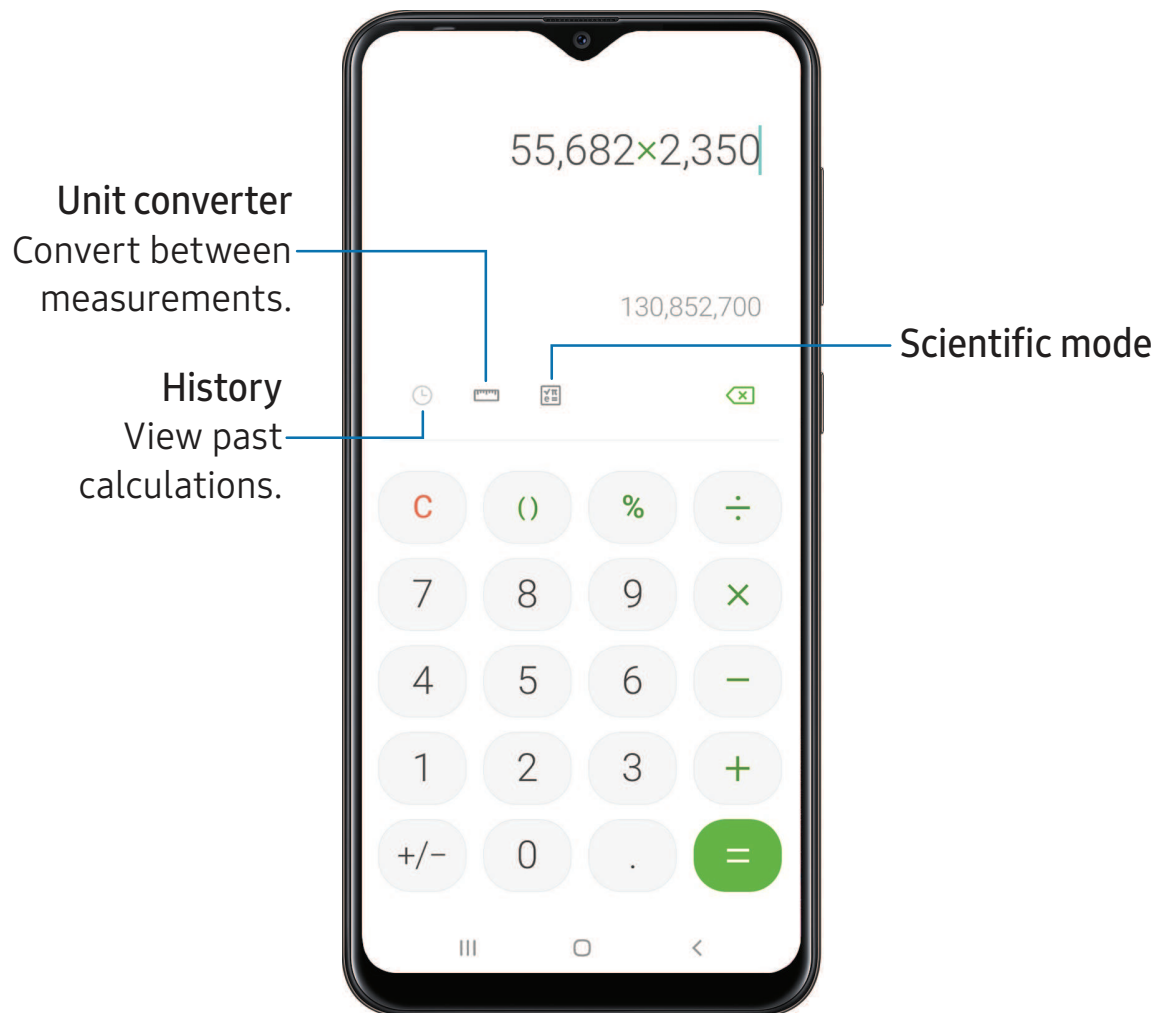 55,682×2,350
Unit converter
Convert between
measurements.
130,852,700
Scientific mode
History
View past
calculations.
√π
e=
C () % ÷
7 8 9 ×
4 5 6 −
1 2 3 +
+/− 0 . =